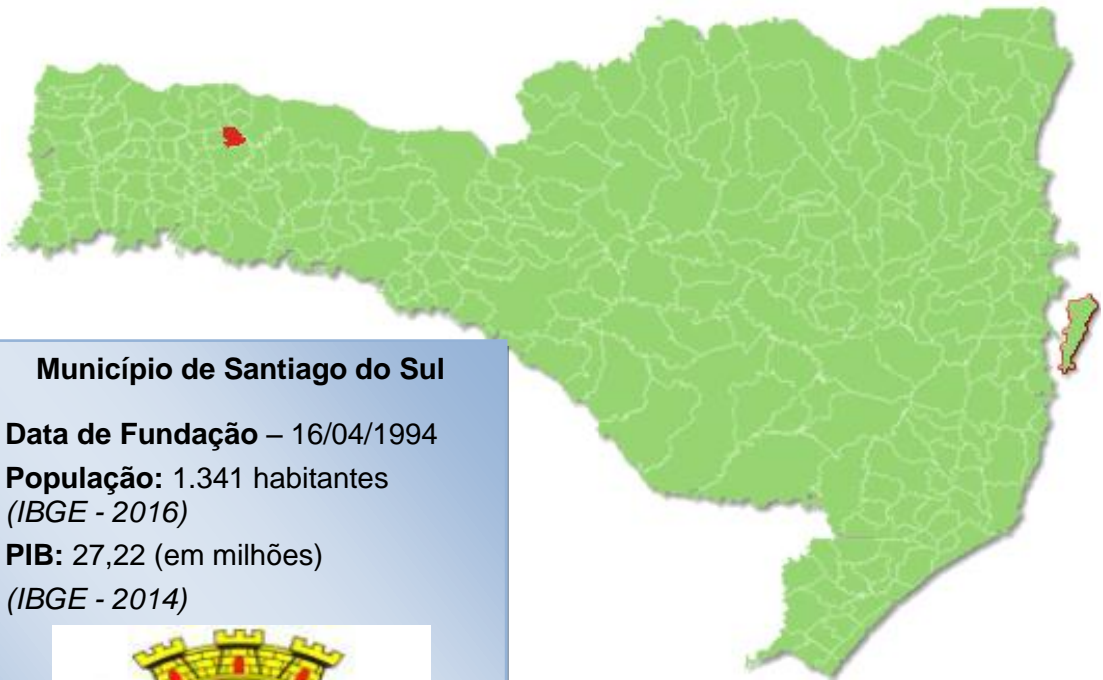 Município de Santiago do Sul
Data de Fundação – 16/04/1994
População: 1.341 habitantes
(IBGE - 2016)
PIB: 27,22 (em milhões)
(IBGE - 2014)